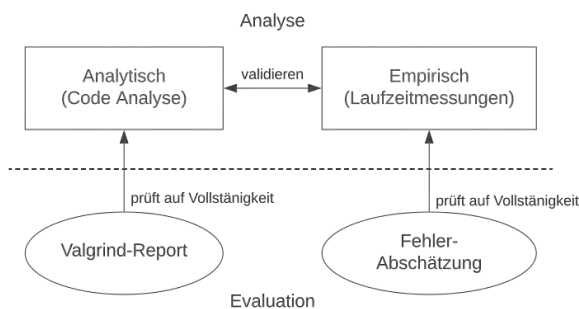 Analyse
Analytisch
(Code Analyse)
validieren
Empirisch
(Laufzeitmessungen)
prüft auf Vollstänigkeit
prüft auf Vollstänigkeit
Valgrind-Report
Fehler-
Abschätzung
Evaluation